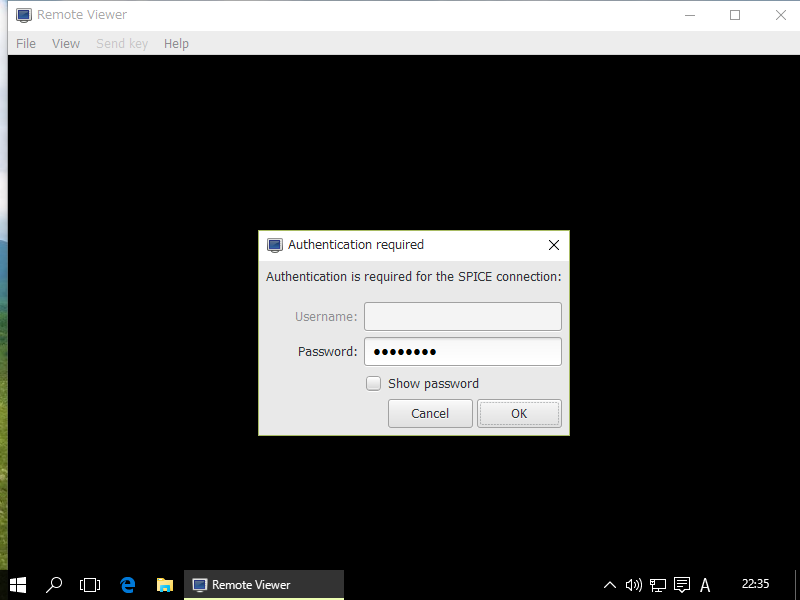 Remote Viewer
File View Send key Help
Authentication required
Authentication is required for the SPICE connection:
Username:
Password: ●●●●●●●●
Show password
Cancel OK
Remote Viewer A 22:35